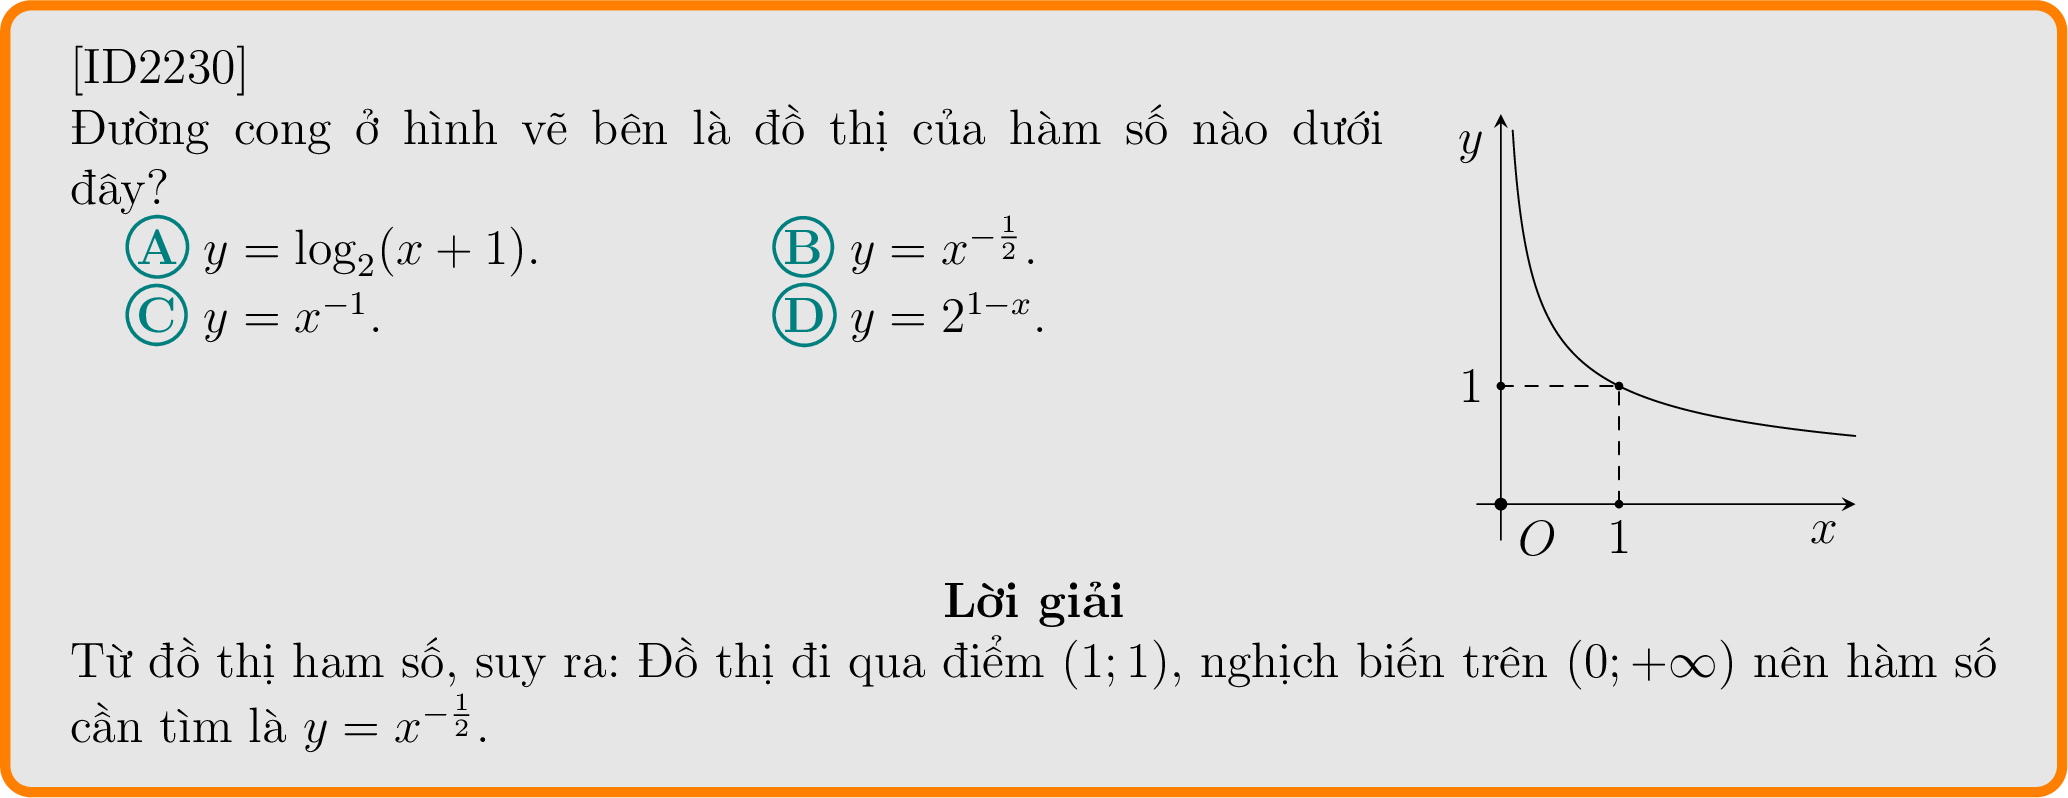 [ID2230]
Đường cong ở hình vẽ bên là đồ thị của hàm số nào dưới
đây?
A y = log₂(x + 1).
B y = x^{-\frac{1}{2}}.
C y = x⁻¹.
D y = 2^{1−x}.
y
1
O
1
x
Lời giải
Từ đồ thị ham số, suy ra: Đồ thị đi qua điểm (1; 1), nghịch biến trên (0; +∞) nên hàm số
cần tìm là y = x^{-\frac{1}{2}}.